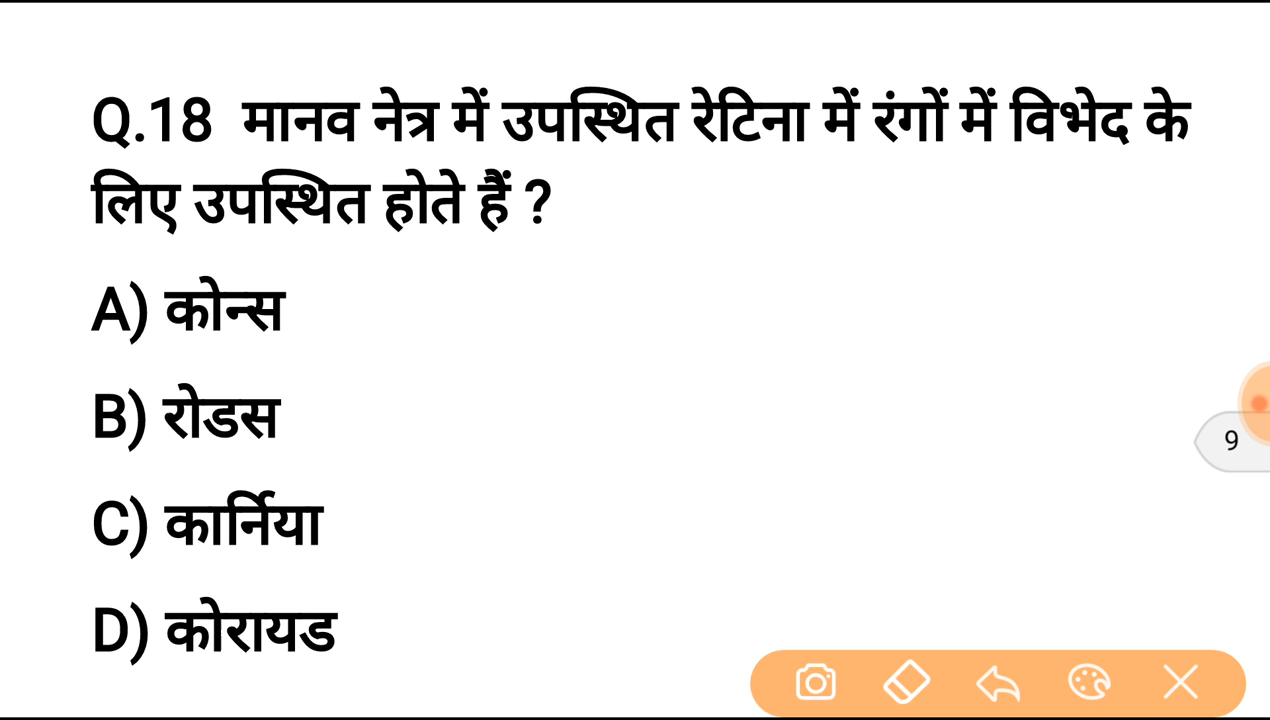 Q.18 मानव नेत्र में उपस्थित रेटिना में रंगों में विभेद के
लिए उपस्थित होते हैं ?
A) कोन्स
B) रोडस
9
C) कार्निया
D) कोरायड